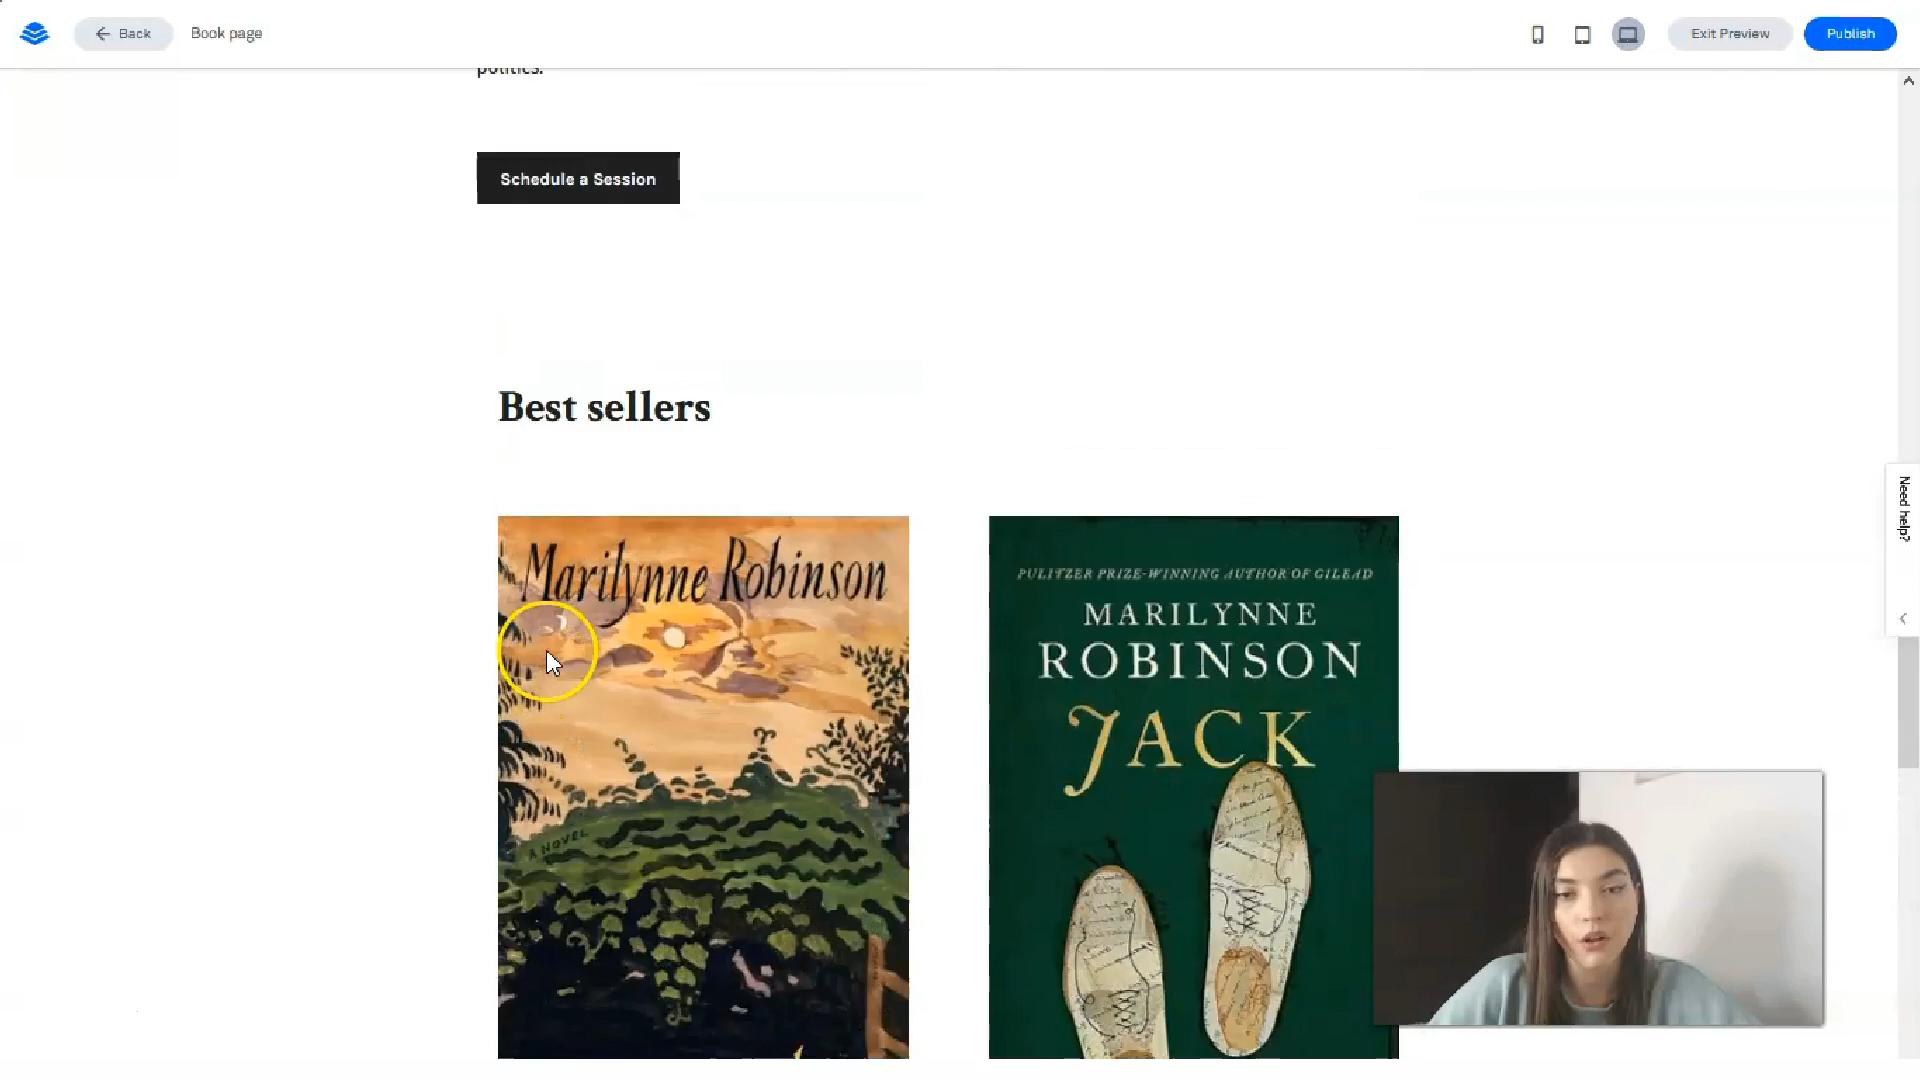 Back
Book page
Exit Preview
Publish
politics.
Schedule a Session
Best sellers
Need help?
Marilynne Robinson
A NOVEL
PULITZER PRIZE-WINNING AUTHOR OF GILEAD
MARILYNNE
ROBINSON
JACK